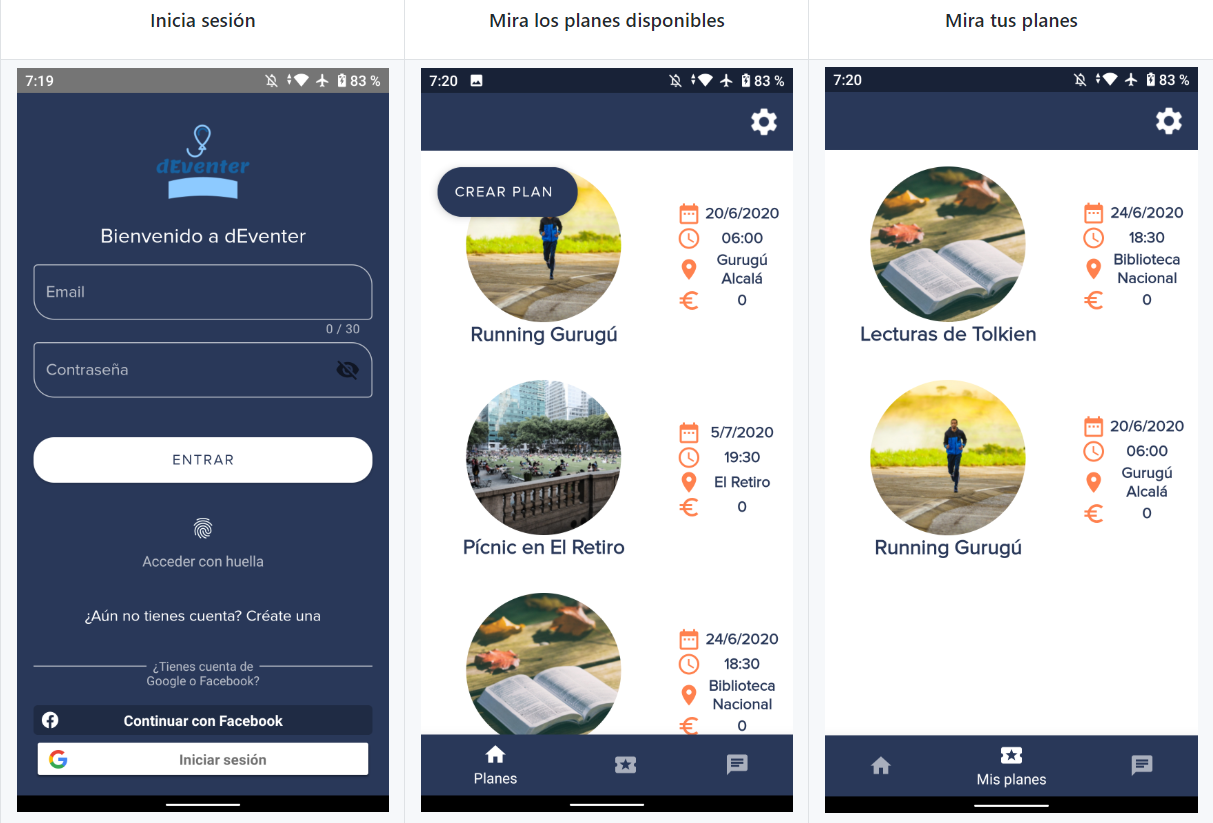 Inicia sesión
Mira los planes disponibles
Mira tus planes
7:19
83 %
dEventer
Bienvenido a dEventer
Email
0 / 30
Contraseña
ENTRAR
Acceder con huella
¿Aún no tienes cuenta? Créate una
¿Tienes cuenta de
Google o Facebook?
Continuar con Facebook
Iniciar sesión
7:20
83 %
CREAR PLAN
20/6/2020
06:00
Gurugú
Alcalá
0
Running Gurugú
5/7/2020
19:30
El Retiro
0
Pícnic en El Retiro
24/6/2020
18:30
Biblioteca
Nacional
0
Planes
7:20
83 %
24/6/2020
18:30
Biblioteca
Nacional
0
Lecturas de Tolkien
20/6/2020
06:00
Gurugú
Alcalá
0
Running Gurugú
Mis planes